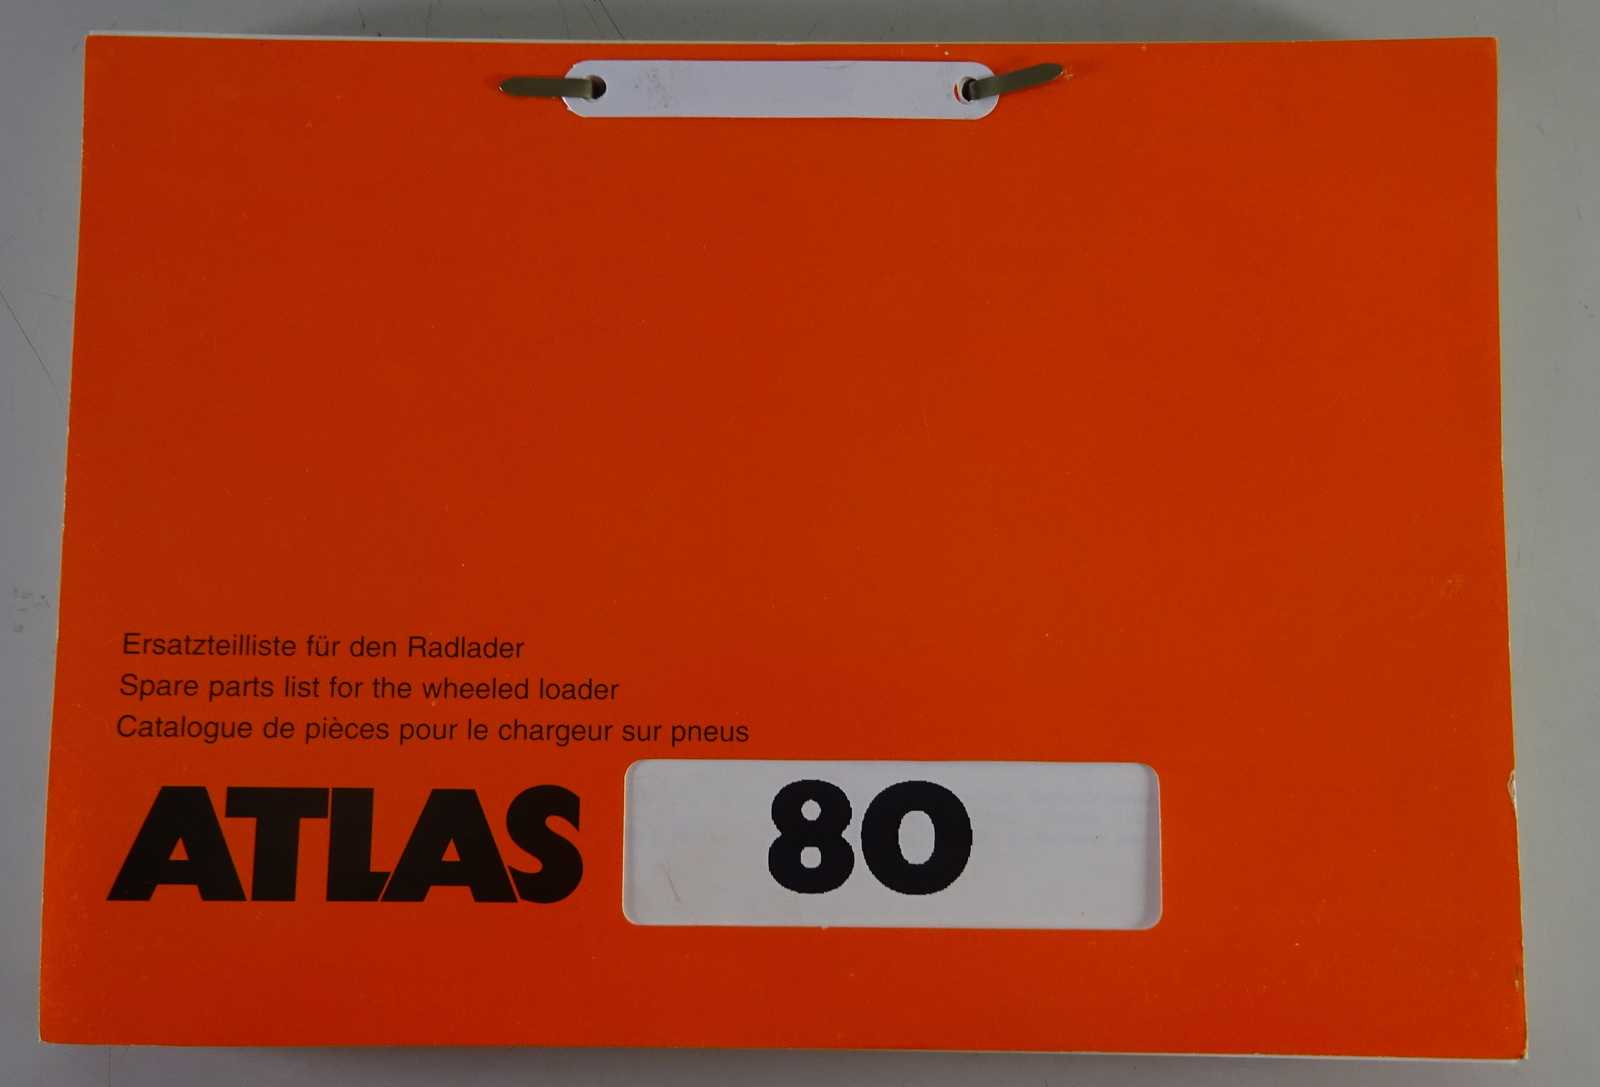 Ersatzteilliste für den Radlader
Spare parts list for the wheeled loader
Catalogue de pièces pour le chargeur sur pneus
ATLAS 80